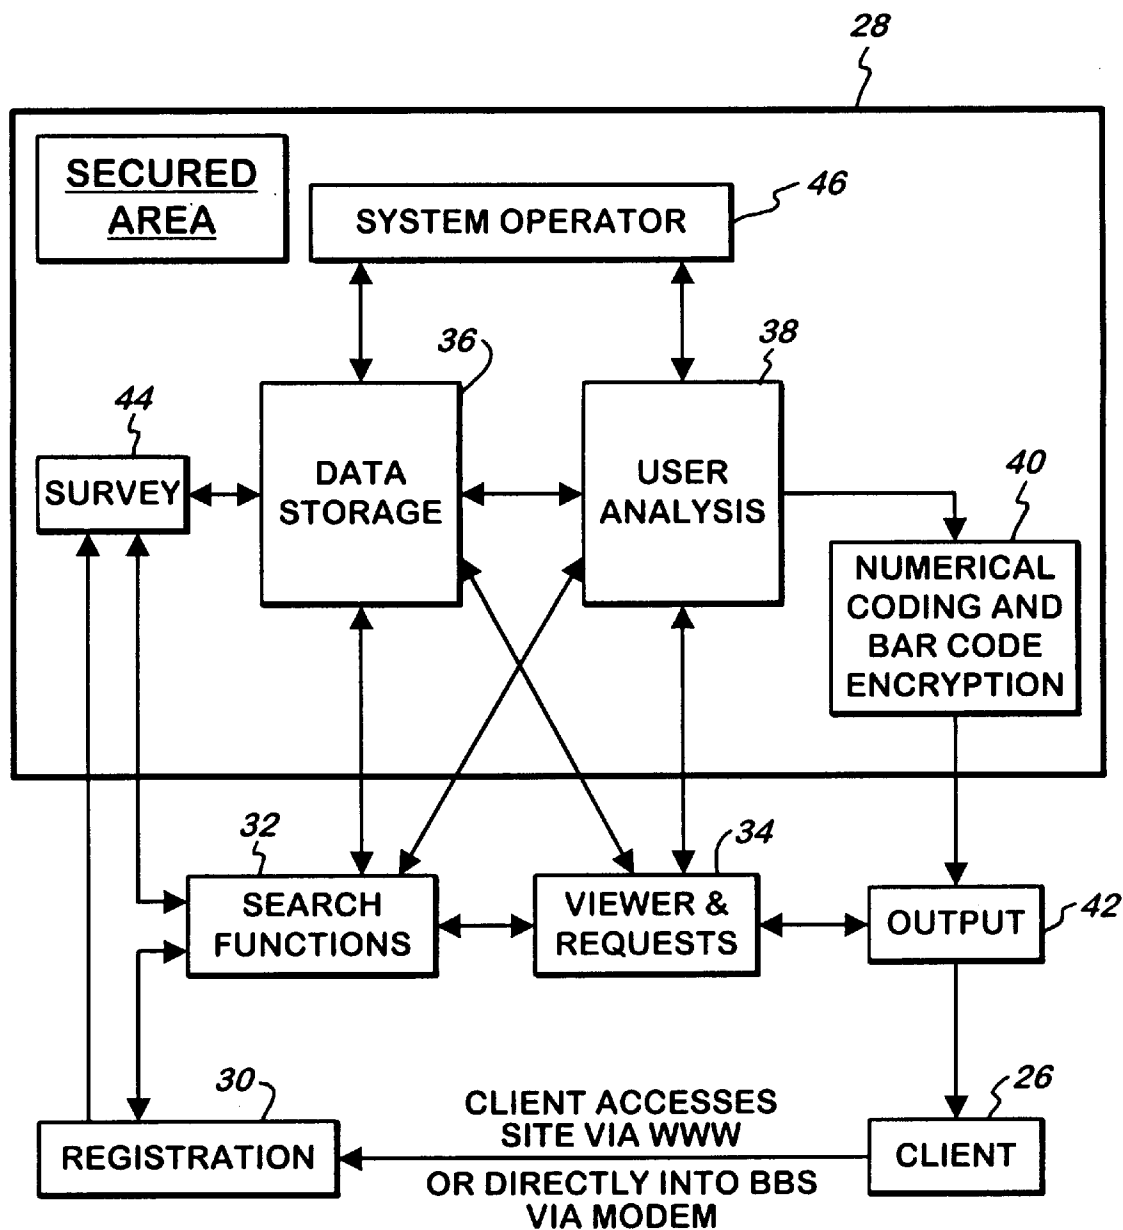 28
SECURED
AREA
46
SYSTEM OPERATOR
36
38
44
SURVEY
DATA
STORAGE
USER
ANALYSIS
40
NUMERICAL
CODING AND
BAR CODE
ENCRYPTION
32
SEARCH
FUNCTIONS
34
VIEWER &
REQUESTS
OUTPUT
42
30
REGISTRATION
CLIENT ACCESSES
SITE VIA WWW
OR DIRECTLY INTO BBS
VIA MODEM
26
CLIENT